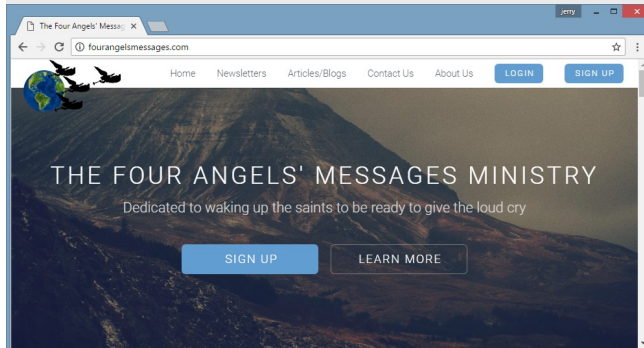 jerry
The Four Angels' Messag
fourangelsmessages.com
Home Newsletters Articles/Blogs Contact Us About Us LOGIN SIGN UP
THE FOUR ANGELS' MESSAGES MINISTRY
Dedicated to waking up the saints to be ready to give the loud cry
SIGN UP LEARN MORE